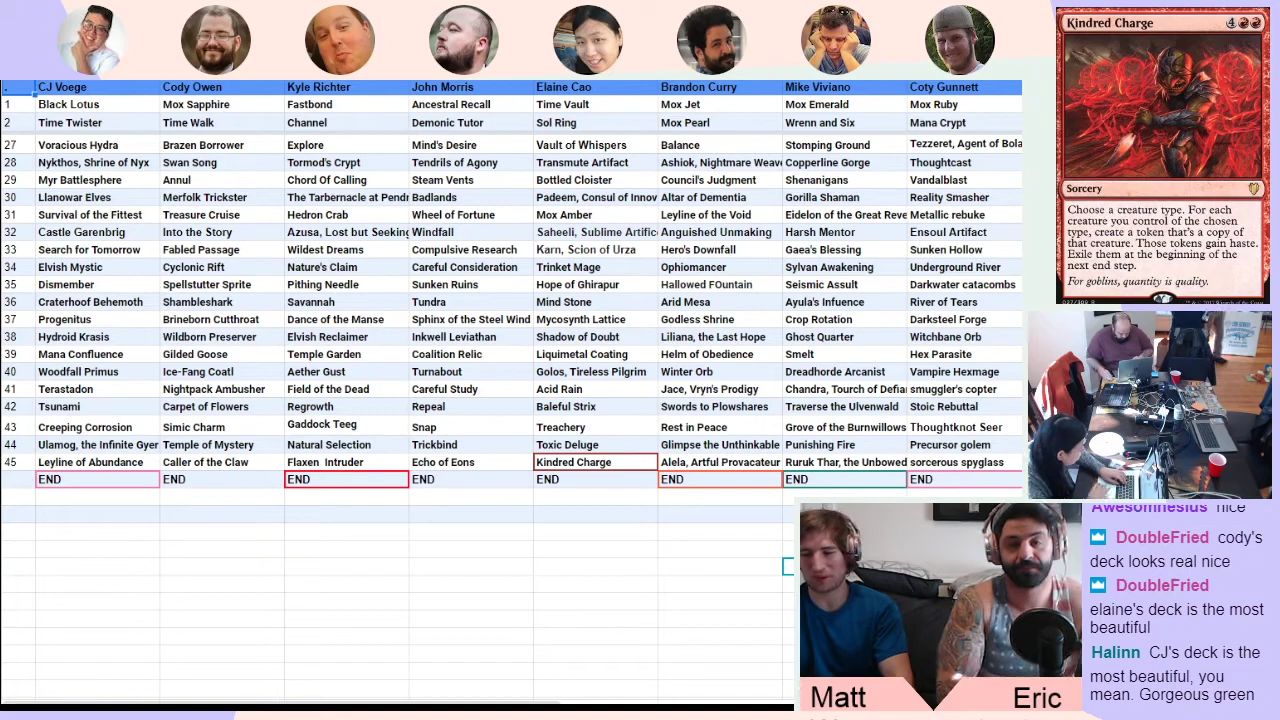 . CJ Voege Cody Owen Kyle Richter John Morris Elaine Cao Brandon Curry Mike Viviano Coty Gunnett
1 Black Lotus Mox Sapphire Fastbond Ancestral Recall Time Vault Mox Jet Mox Emerald Mox Ruby
2 Time Twister Time Walk Channel Demonic Tutor Sol Ring Mox Pearl Wrenn and Six Mana Crypt
27 Voracious Hydra Brazen Borrower Explore Mind's Desire Vault of Whispers Balance Stomping Ground Tezzeret, Agent of Bola
28 Nykthos, Shrine of Nyx Swan Song Tormod's Crypt Tendrils of Agony Transmute Artifact Ashiok, Nightmare Weave Copperline Gorge Thoughtcast
29 Myr Battlesphere Annul Chord Of Calling Steam Vents Bottled Cloister Council's Judgment Shenanigans Vandalblast
30 Llanowar Elves Merfolk Trickster The Tarbernacle at Pendr Badlands Padeem, Consul of Innov Altar of Dementia Gorilla Shaman Reality Smasher
31 Survival of the Fittest Treasure Cruise Hedron Crab Wheel of Fortune Mox Amber Leyline of the Void Eidelon of the Great Reve Metallic rebuke
32 Castle Garenbrig Into the Story Azusa, Lost but Seeking Windfall Saheeli, Sublime Artific Anguished Unmaking Harsh Mentor Ensoul Artifact
33 Search for Tomorrow Fabled Passage Wildest Dreams Compulsive Research Karn, Scion of Urza Hero's Downfall Gaea's Blessing Sunken Hollow
34 Elvish Mystic Cyclonic Rift Nature's Claim Careful Consideration Trinket Mage Ophiomancer Sylvan Awakening Underground River
35 Dismember Spellstutter Sprite Pithing Needle Sunken Ruins Hope of Ghirapur Hallowed FOuntain Seismic Assult Darkwater catacombs
36 Craterhoof Behemoth Shambleshark Savannah Tundra Mind Stone Arid Mesa Ayula's Infuence River of Tears
37 Progenitus Brineborn Cutthroat Dance of the Manse Sphinx of the Steel Wind Mycosynth Lattice Godless Shrine Crop Rotation Darksteel Forge
38 Hydroid Krasis Wildborn Preserver Elvish Reclaimer Inkwell Leviathan Shadow of Doubt Liliana, the Last Hope Ghost Quarter Witchbane Orb
39 Mana Confluence Gilded Goose Temple Garden Coalition Relic Liquimetal Coating Helm of Obedience Smelt Hex Parasite
40 Woodfall Primus Ice-Fang Coatl Aether Gust Turnabout Golos, Tireless Pilgrim Winter Orb Dreadhorde Arcanist Vampire Hexmage
41 Terastadon Nightpack Ambusher Field of the Dead Careful Study Acid Rain Jace, Vryn's Prodigy Chandra, Tourch of Defian smuggler's copter
42 Tsunami Carpet of Flowers Regrowth Repeal Baleful Strix Swords to Plowshares Traverse the Ulvenwald Stoic Rebuttal
43 Creeping Corrosion Simic Charm Gaddock Teeg Snap Treachery Rest in Peace Grove of the Burnwillows Thoughtknot Seer
44 Ulamog, the Infinite Gyer Temple of Mystery Natural Selection Trickbind Toxic Deluge Glimpse the Unthinkable Punishing Fire Precursor golem
45 Leyline of Abundance Caller of the Claw Flaxen Intruder Echo of Eons Kindred Charge Alela, Artful Provacateur Ruruk Thar, the Unbowed sorcerous spyglass
END END END END END END END END
Kindred Charge 4
Sorcery
Choose a creature type. For each
creature you control of the chosen
type, create a token that's a copy
of that creature. Those tokens gain haste.
Exile them at the beginning of the
next end step.
For goblins, quantity is quality.
Awesomnesius nice
DoubleFried cody's
deck looks real nice
DoubleFried
elaine's deck is the most
beautiful
Halinn CJ's deck is the
most beautiful, you
mean. Gorgeous green
Matt Eric